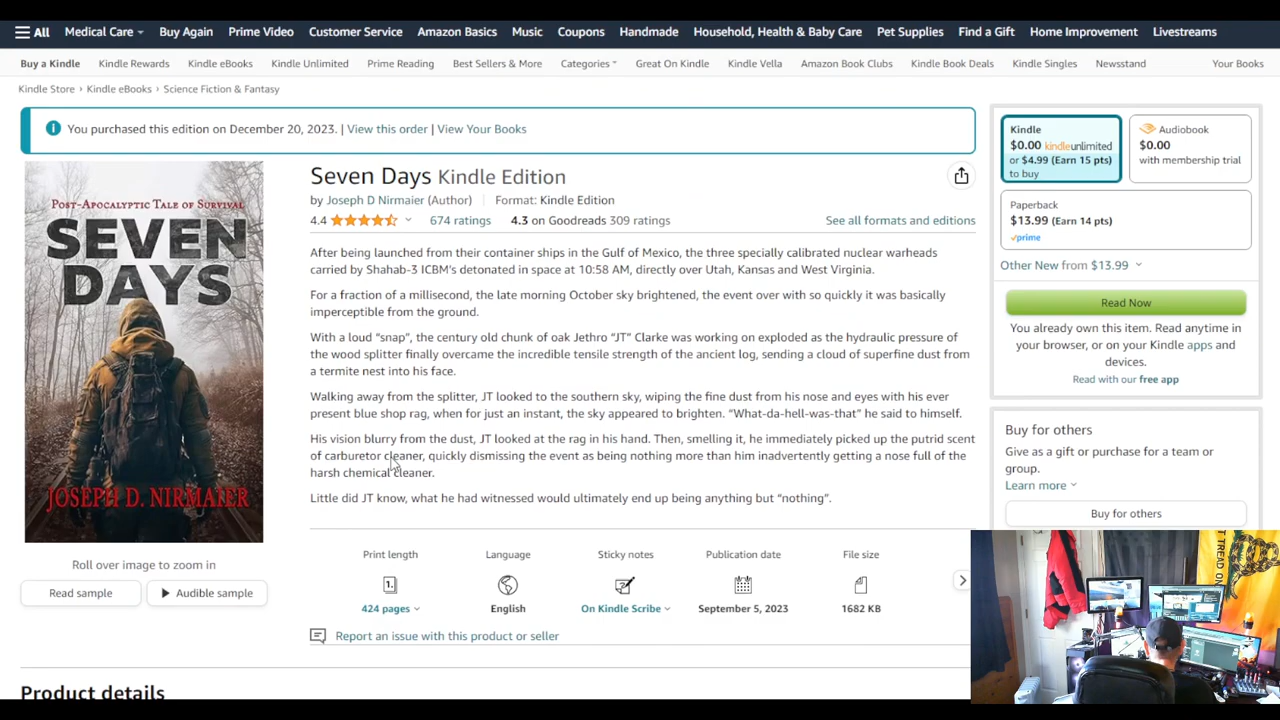 All Medical Care Buy Again Prime Video Customer Service Amazon Basics Music Coupons Handmade Household, Health & Baby Care Pet Supplies Find a Gift Home Improvement Livestreams
Buy a Kindle Kindle Rewards Kindle eBooks Kindle Unlimited Prime Reading Best Sellers & More Categories Great On Kindle Kindle Vella Amazon Book Clubs Kindle Book Deals Kindle Singles Newsstand Your Books
Kindle Store › Kindle eBooks › Science Fiction & Fantasy
You purchased this edition on December 20, 2023. | View this order | View Your Books
POST-APOCALYPTIC TALE OF SURVIVAL
SEVEN
DAYS
JOSEPH D. NIRMAIER
Roll over image to zoom in
Read sample
Audible sample
Seven Days Kindle Edition
by Joseph D Nirmaier (Author) Format: Kindle Edition
4.4 674 ratings 4.3 on Goodreads 309 ratings See all formats and editions
After being launched from their container ships in the Gulf of Mexico, the three specially calibrated nuclear warheads
carried by Shahab-3 ICBM's detonated in space at 10:58 AM, directly over Utah, Kansas and West Virginia.
For a fraction of a millisecond, the late morning October sky brightened, the event over with so quickly it was basically
imperceptible from the ground.
With a loud “snap”, the century old chunk of oak Jethro “JT” Clarke was working on exploded as the hydraulic pressure of
the wood splitter finally overcame the incredible tensile strength of the ancient log, sending a cloud of superfine dust from
a termite nest into his face.
Walking away from the splitter, JT looked to the southern sky, wiping the fine dust from his nose and eyes with his ever
present blue shop rag, when for just an instant, the sky appeared to brighten. “What-da-hell-was-that” he said to himself.
His vision blurry from the dust, JT looked at the rag in his hand. Then, smelling it, he immediately picked up the putrid scent
of carburetor cleaner, quickly dismissing the event as being nothing more than him inadvertently getting a nose full of the
harsh chemical cleaner.
Little did JT know, what he had witnessed would ultimately end up being anything but “nothing”.
Print length Language Sticky notes Publication date File size
424 pages English On Kindle Scribe September 5, 2023 1682 KB
Report an issue with this product or seller
Product details
Kindle
$0.00 kindleunlimited
or $4.99 (Earn 15 pts)
to buy
Audiobook
$0.00
with membership trial
Paperback
$13.99 (Earn 14 pts)
prime
Other New from $13.99
Read Now
You already own this item. Read anytime in
your browser, or on your Kindle apps and
devices.
Read with our free app
Buy for others
Give as a gift or purchase for a team or
group.
Learn more
Buy for others